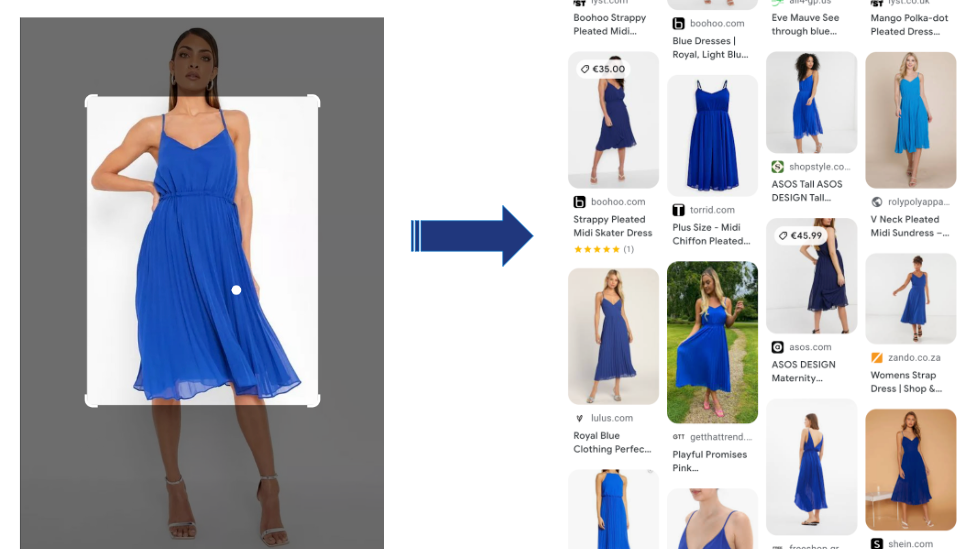 lyst.com
Boohoo Strappy
Pleated Midi...
€35.00
boohoo.com
Strappy Pleated
Midi Skater Dress
★★★★★ (1)
lulus.com
Royal Blue
Clothing Perfec...
boohoo.com
Blue Dresses |
Royal, Light Blu...
torrid.com
Plus Size - Midi
Chiffon Pleated...
GTT getthattrend...
Playful Promises
Pink...
all4-gp.us
Eve Mauve See
through blue...
shopstyle.co...
ASOS Tall ASOS
DESIGN Tall...
€45.99
asos.com
ASOS DESIGN
Maternity...
freeshop.gr
lyst.co.uk
Mango Polka-dot
Pleated Dress...
rolypolyappa...
V Neck Pleated
Midi Sundress –...
zando.co.za
Womens Strap
Dress | Shop &...
shein.com